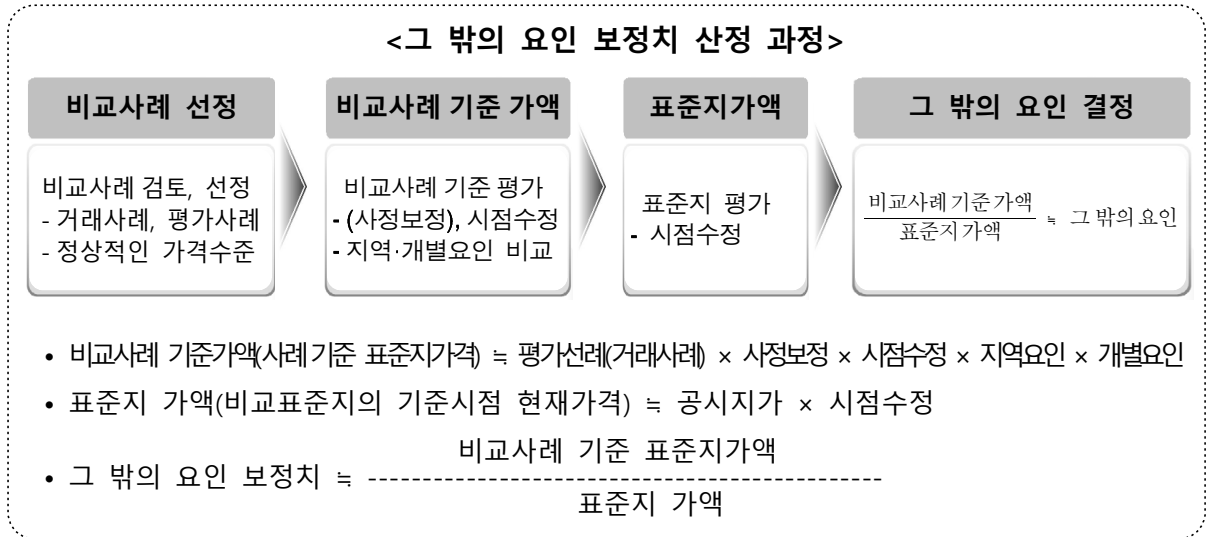 <그 밖의 요인 보정치 산정 과정>
비교사례 선정
비교사례 검토, 선정
- 거래사례, 평가사례
- 정상적인 가격수준
비교사례 기준 가액
비교사례 기준 평가
- (사정보정), 시점수정
- 지역·개별요인 비교
표준지가액
표준지 평가
- 시점수정
그 밖의 요인 결정
비교사례 기준가액
≒ 그 밖의 요인
표준지가액
• 비교사례 기준가액(사례기준 표준지가격) ≒ 평가선례(거래사례) × 사정보정 × 시점수정 × 지역요인 × 개별요인
• 표준지 가액(비교표준지의 기준시점 현재가격) ≒ 공시지가 × 시점수정
비교사례 기준 표준지가액
• 그 밖의 요인 보정치 ≒ -----------------------------------------------
표준지 가액